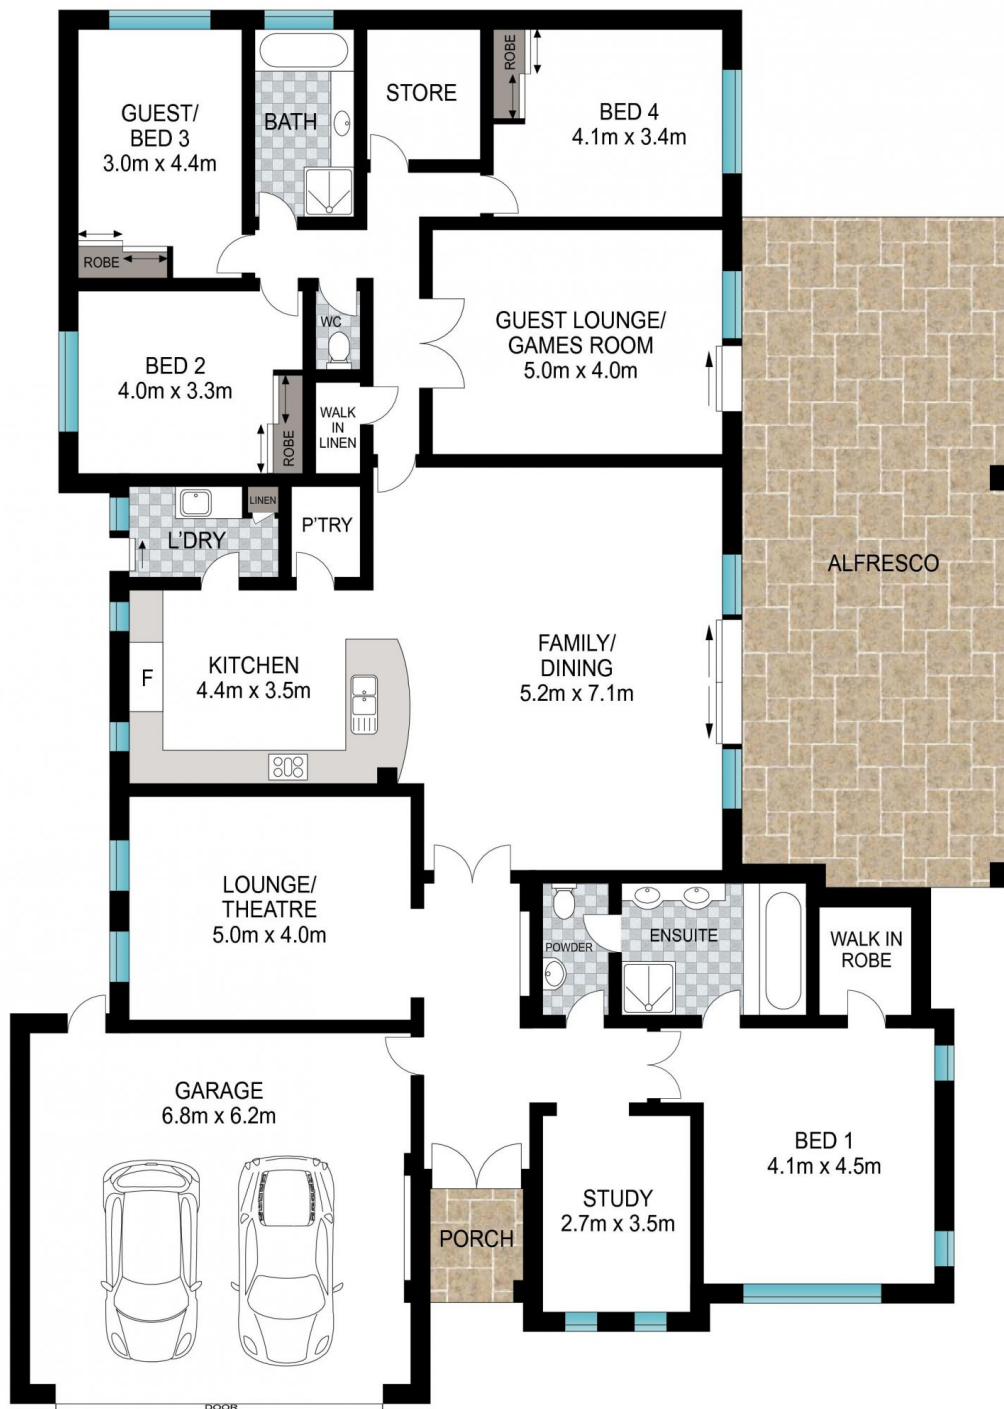 GUEST/
BED 3
3.0m x 4.4m
ROBE
BATH
STORE
ROBE
BED 4
4.1m x 3.4m
BED 2
4.0m x 3.3m
ROBE
WC
WALK
IN
LINEN
GUEST LOUNGE/
GAMES ROOM
5.0m x 4.0m
L'DRY
LINEN
P'TRY
ALFRESCO
F
KITCHEN
4.4m x 3.5m
FAMILY/
DINING
5.2m x 7.1m
LOUNGE/
THEATRE
5.0m x 4.0m
POWDER
ENSUITE
WALK IN
ROBE
GARAGE
6.8m x 6.2m
BED 1
4.1m x 4.5m
STUDY
2.7m x 3.5m
PORCH
DOOR